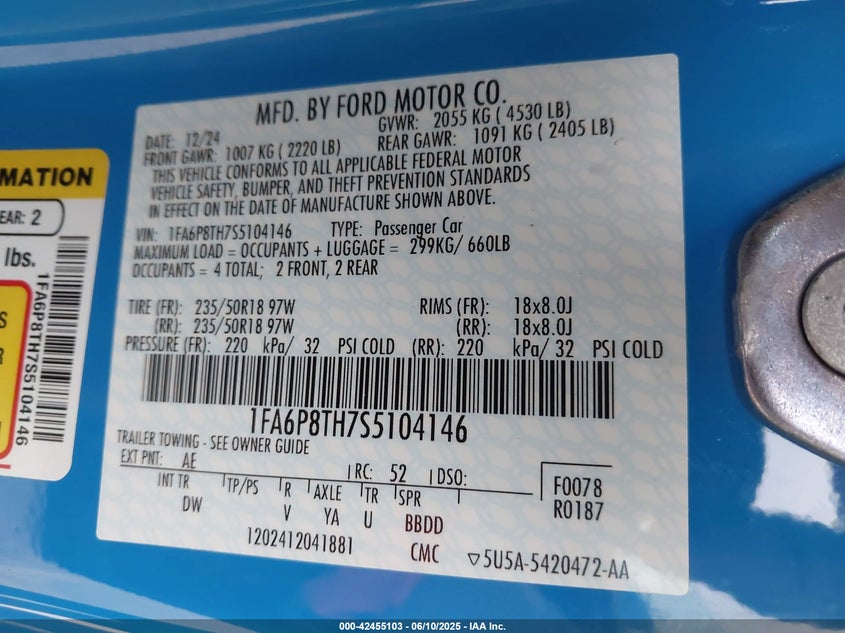 MFD. BY FORD MOTOR CO.
DATE: 12/24
GVWR: 2055 KG ( 4530 LB)
FRONT GAWR: 1007 KG ( 2220 LB)
REAR GAWR: 1091 KG ( 2405 LB)
THIS VEHICLE CONFORMS TO ALL APPLICABLE FEDERAL MOTOR
VEHICLE SAFETY, BUMPER, AND THEFT PREVENTION STANDARDS
IN EFFECT ON THE DATE OF MANUFACTURE SHOWN ABOVE.
VIN: 1FA6P8TH7S5104146 TYPE: Passenger Car
MAXIMUM LOAD = OCCUPANTS + LUGGAGE = 299KG/ 660LB
OCCUPANTS = 4 TOTAL; 2 FRONT, 2 REAR
TIRE (FR): 235/50R18 97W RIMS (FR): 18x8.0J
(RR): 235/50R18 97W (RR): 18x8.0J
PRESSURE (FR): 220 kPa/ 32 PSI COLD (RR): 220 kPa/ 32 PSI COLD
1FA6P8TH7S5104146
TRAILER TOWING - SEE OWNER GUIDE
EXT PNT: AE RC: 52 DSO:
INT TR TP/PS R AXLE TR SPR
DW V YA U BBDD
1202412041881 CMC
F0078
R0187
5U5A-5420472-AA
MATION
EAR: 2
lbs.
1FA6P8TH7S5104146
S
R
000-42455103 - 06/10/2025 - IAA Inc.